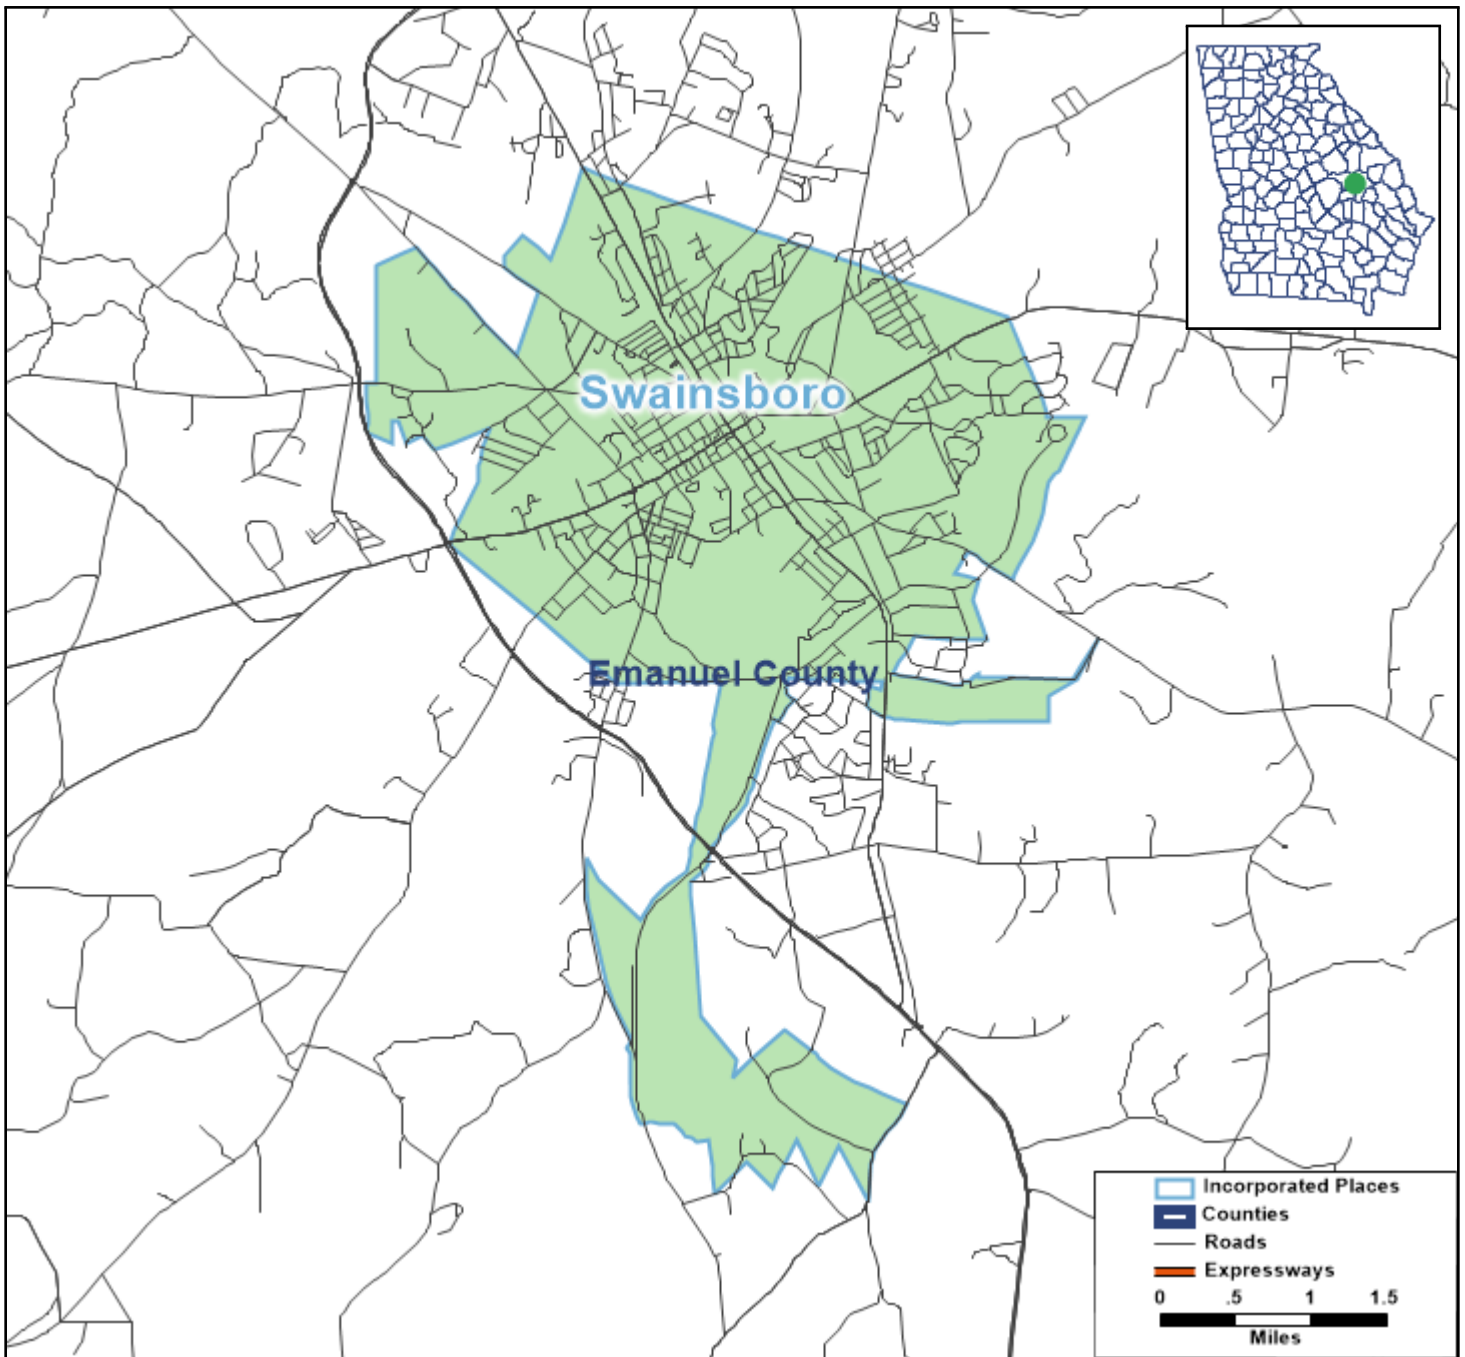 Swainsboro
Emanuel County
Incorporated Places
Counties
Roads
Expressways
0 .5 1 1.5
Miles